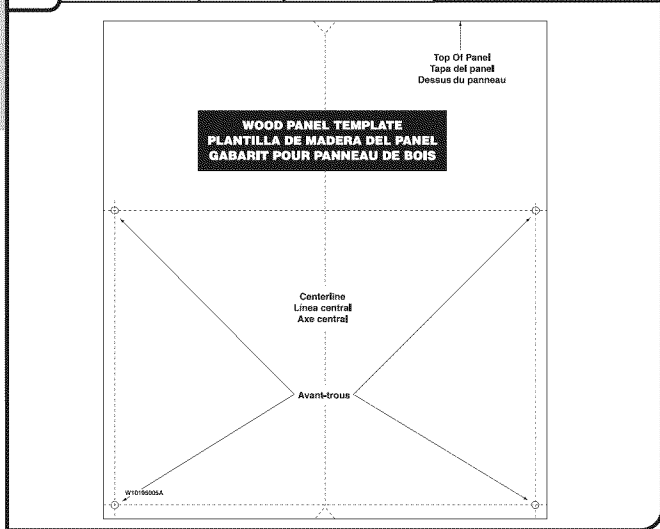 Top Of Panel
Tapa del panel
Dessus du panneau
WOOD PANEL TEMPLATE
PLANTILLA DE MADERA DEL PANEL
GABARIT POUR PANNEAU DE BOIS
Centerline
Línea central
Axe central
Avant-trous
W10195005A